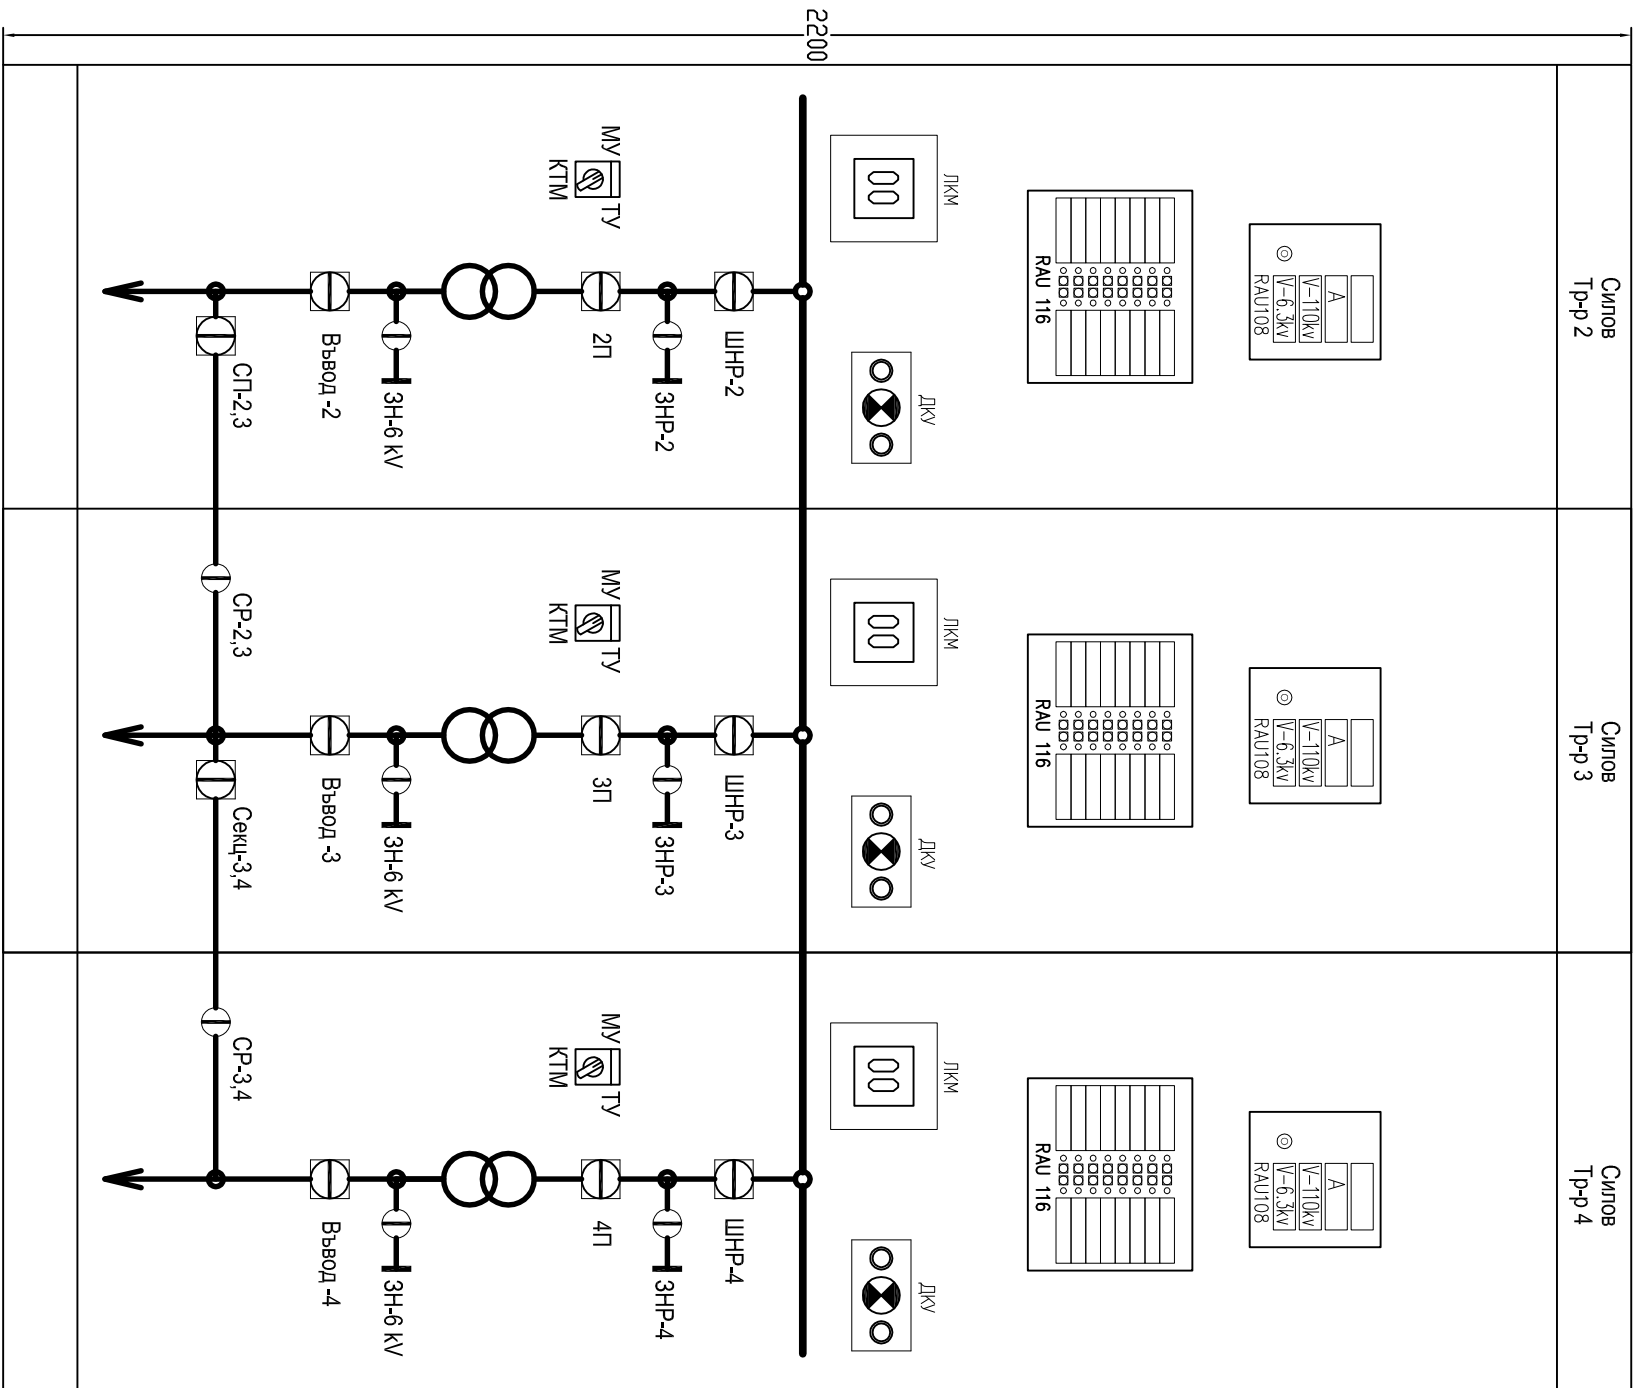 2200
Силов
Тр-р 2
A
V-110kv
V-6.3kv
RAU108
RAU 116
ЛКМ
00
ДКУ
ШНР-2
ЗНР-2
МУ
ТУ
КТМ
2П
ЗН-6 kV
Въвод -2
СП-2,3
Силов
Тр-р 3
A
V-110kv
V-6.3kv
RAU108
RAU 116
ЛКМ
00
ДКУ
ШНР-3
ЗНР-3
МУ
ТУ
КТМ
3П
ЗН-6 kV
Въвод -3
СР-2,3
Секц-3,4
Силов
Тр-р 4
A
V-110kv
V-6.3kv
RAU108
RAU 116
ЛКМ
00
ДКУ
ШНР-4
ЗНР-4
МУ
ТУ
КТМ
4П
ЗН-6 kV
Въвод -4
СР-3,4